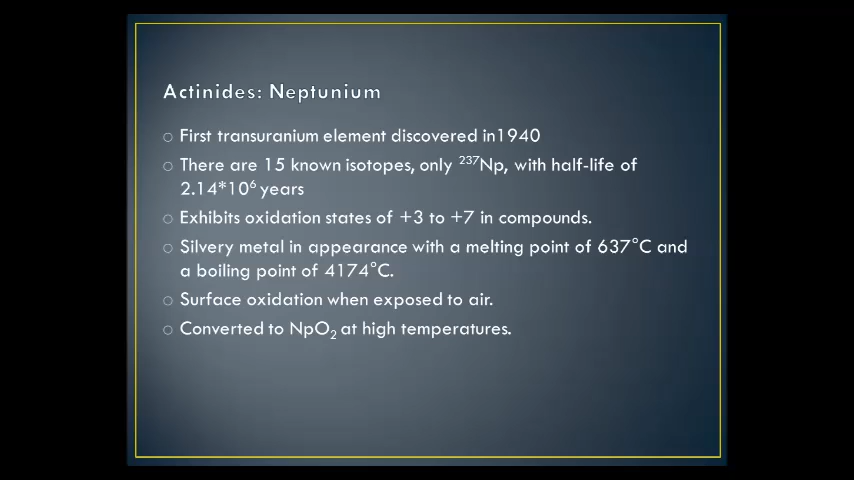 Actinides: Neptunium
○ First transuranium element discovered in1940
○ There are 15 known isotopes, only ²³⁷Np, with half-life of
2.14*10⁶ years
○ Exhibits oxidation states of +3 to +7 in compounds.
○ Silvery metal in appearance with a melting point of 637°C and
a boiling point of 4174°C.
○ Surface oxidation when exposed to air.
○ Converted to NpO₂ at high temperatures.